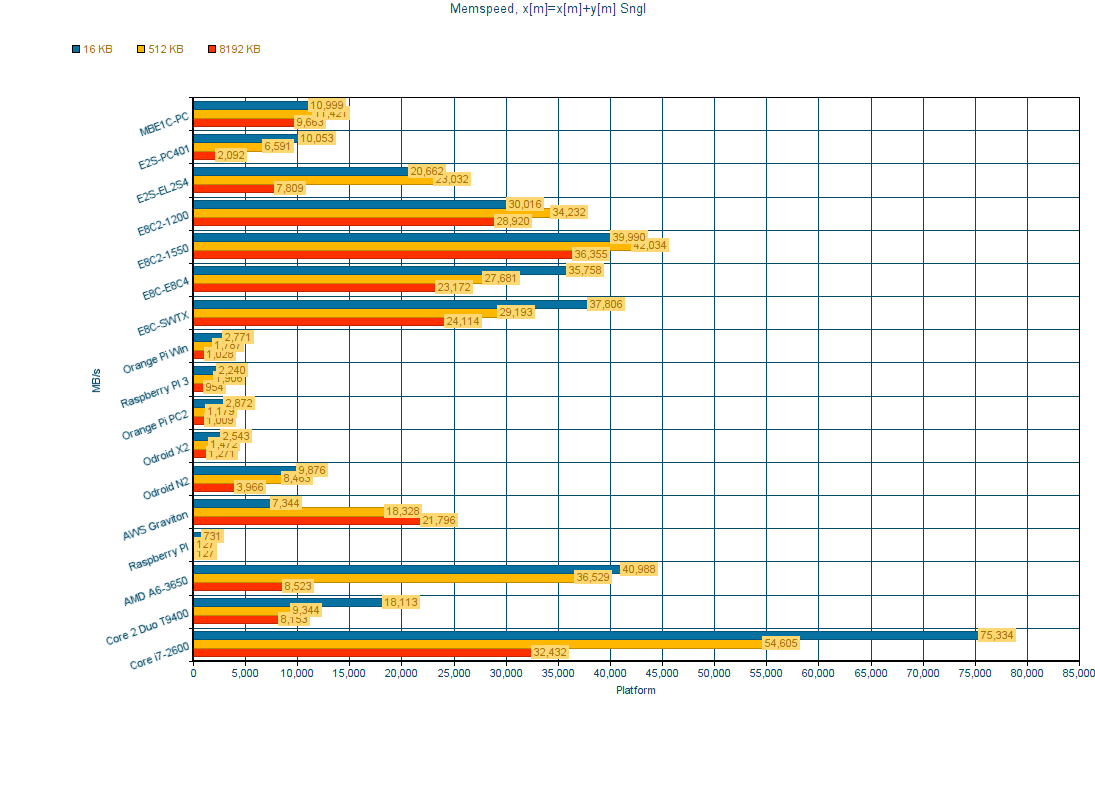 Memspeed, x[m]=x[m]+y[m] Sngl
16 KB 512 KB 8192 KB
MBE1C-PC 10,999 11,421 9,663
E2S-PC401 10,053 6,591 2,092
E2S-EL2S4 20,662 23,032 7,809
E8C2-1200 30,016 34,232 28,920
E8C2-1550 39,990 42,034 36,355
E8C-E8C4 35,758 27,681 23,172
E8C-SWTX 37,806 29,193 24,114
Orange Pi Win 2,771 1,787 1,028
MB/s
Raspberry PI 3 2,240 1,906 954
Orange Pi PC2 2,872 1,179 1,009
Odroid X2 2,543 1,472 1,271
Odroid N2 9,876 8,463 3,966
AWS Graviton 7,344 18,328 21,796
Raspberry PI 731 127 127
AMD A6-3650 40,988 36,529 8,523
Core 2 Duo T9400 18,113 9,344 8,153
Core i7-2600 75,334 54,605 32,432
0 5,000 10,000 15,000 20,000 25,000 30,000 35,000 40,000 45,000 50,000 55,000 60,000 65,000 70,000 75,000 80,000 85,000
Platform